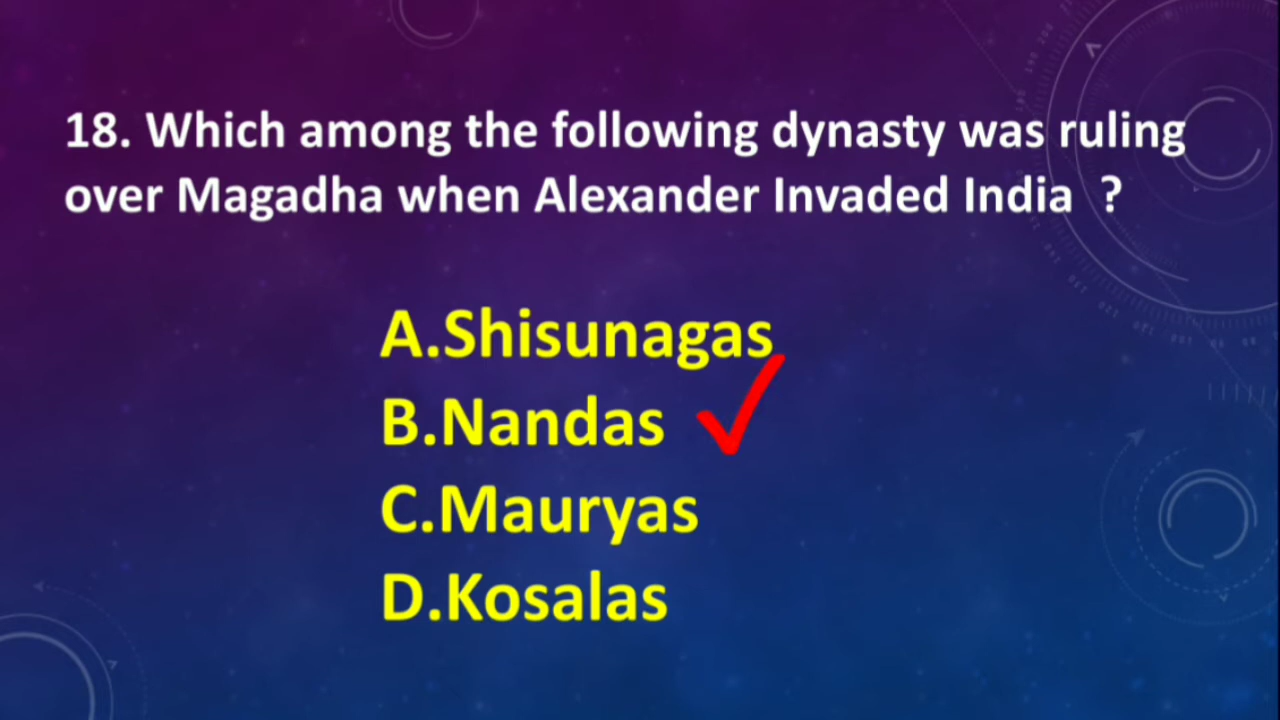 18. Which among the following dynasty was ruling
over Magadha when Alexander Invaded India  ?
A.Shisunagas
B.Nandas
C.Mauryas
D.Kosalas